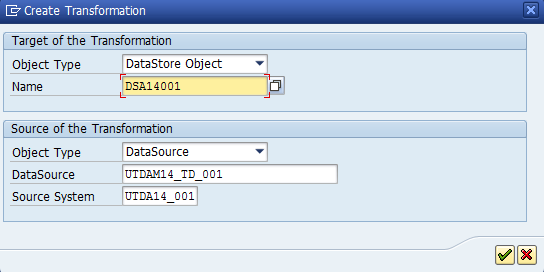 Create Transformation
Target of the Transformation
Object Type DataStore Object
Name DSA14001
Source of the Transformation
Object Type DataSource
DataSource UTDAM14_TD_001
Source System UTDA14_001